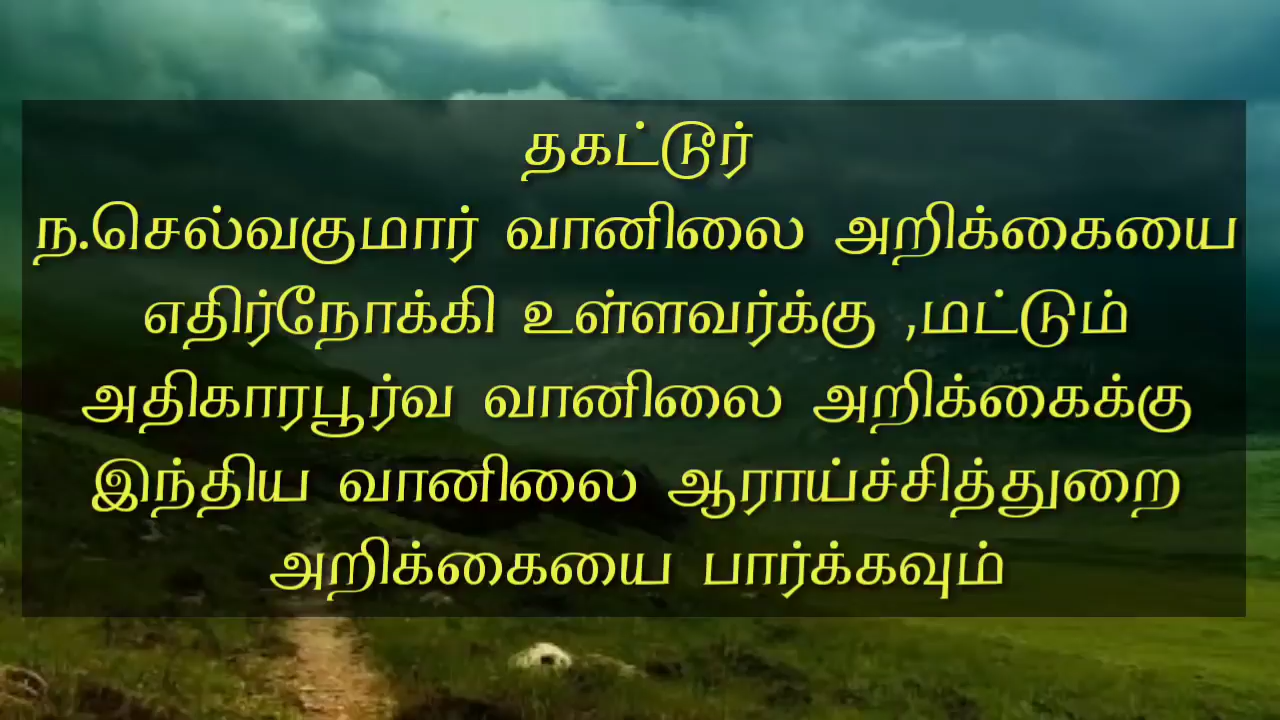 தகட்டூர்
ந.செல்வகுமார் வானிலை அறிக்கையை
எதிர்நோக்கி உள்ளவர்க்கு ,மட்டும்
அதிகாரபூர்வ வானிலை அறிக்கைக்கு
இந்திய வானிலை ஆராய்ச்சித்துறை
அறிக்கையை பார்க்கவும்